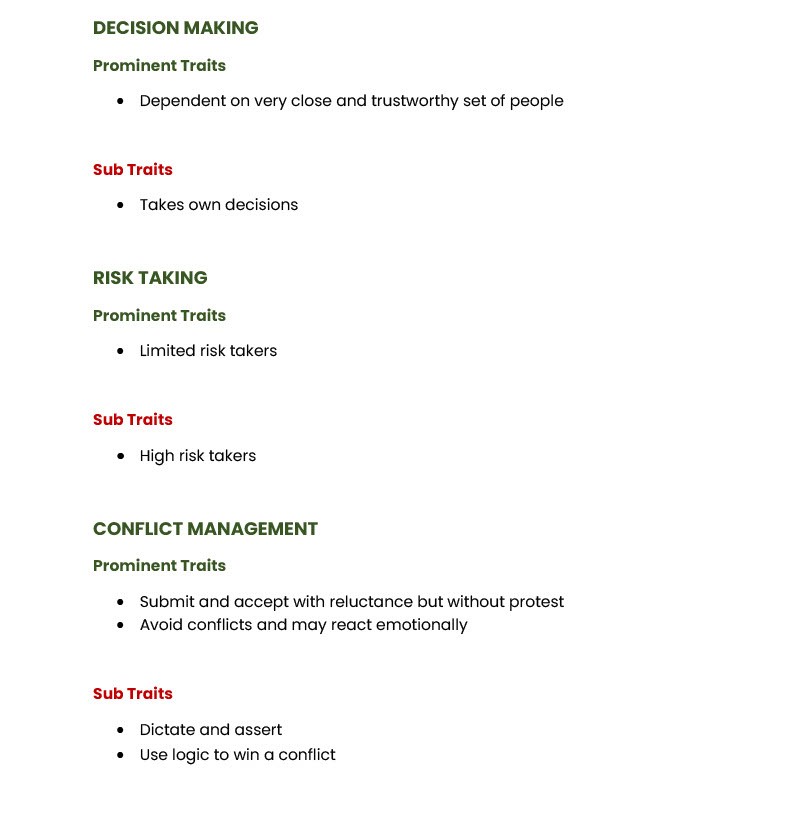 DECISION MAKING
Prominent Traits
• Dependent on very close and trustworthy set of people
Sub Traits
• Takes own decisions
RISK TAKING
Prominent Traits
• Limited risk takers
Sub Traits
• High risk takers
CONFLICT MANAGEMENT
Prominent Traits
• Submit and accept with reluctance but without protest
• Avoid conflicts and may react emotionally
Sub Traits
• Dictate and assert
• Use logic to win a conflict